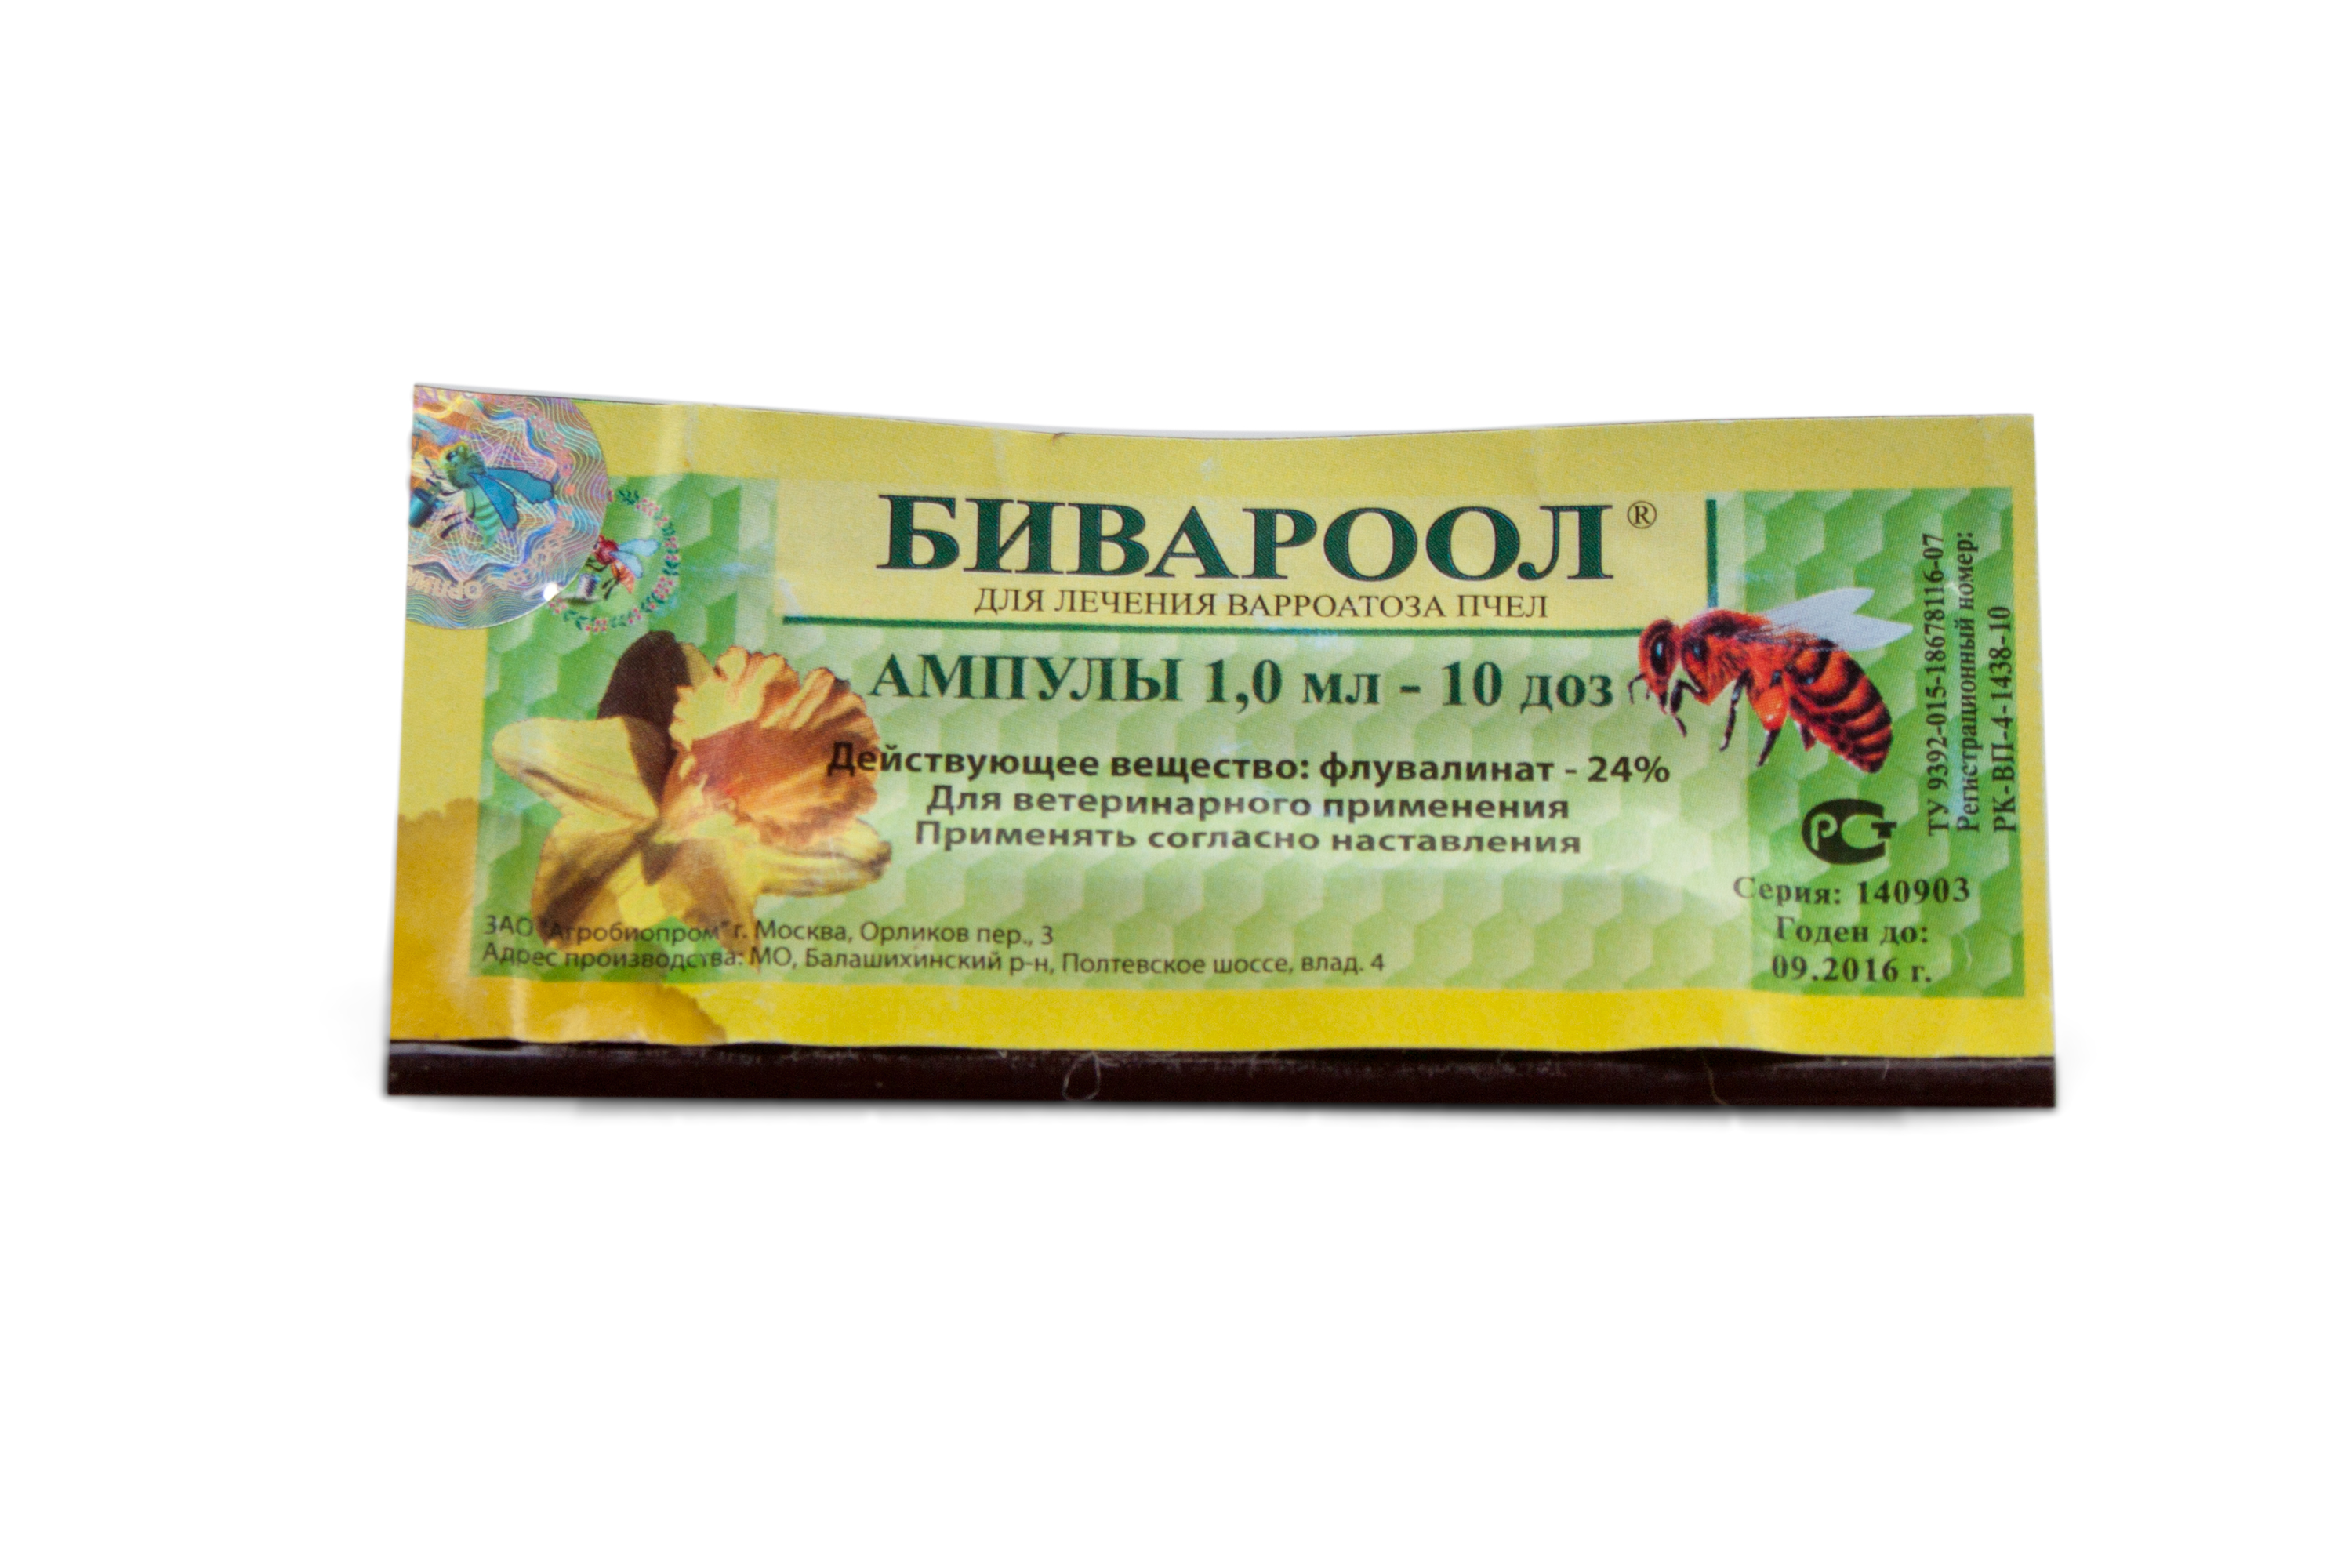 БИВАРООЛ®
ДЛЯ ЛЕЧЕНИЯ ВАРРОАТОЗА ПЧЕЛ
АМПУЛЫ 1,0 мл - 10 доз
Действующее вещество: флувалинат - 24%
Для ветеринарного применения
Применять согласно наставления
ЗАО "Агробиопром" г. Москва, Орликов пер., 3
Адрес производства: МО, Балашихинский р-н, Полтевское шоссе, влад. 4
ТУ 9392-015-18678116-07
Регистрационный номер:
РК-ВП-4-1438-10
РСТ
Серия: 140903
Годен до:
09.2016 г.